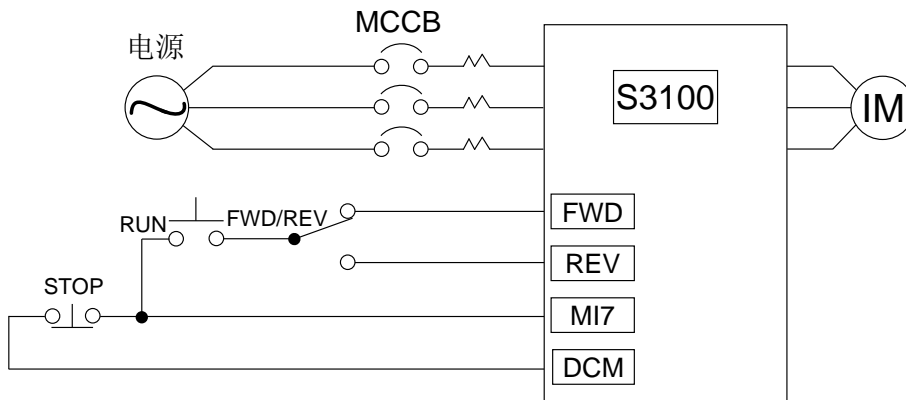 MCCB
电源
S3100
IM
FWD
RUN
FWD/REV
REV
STOP
MI7
DCM